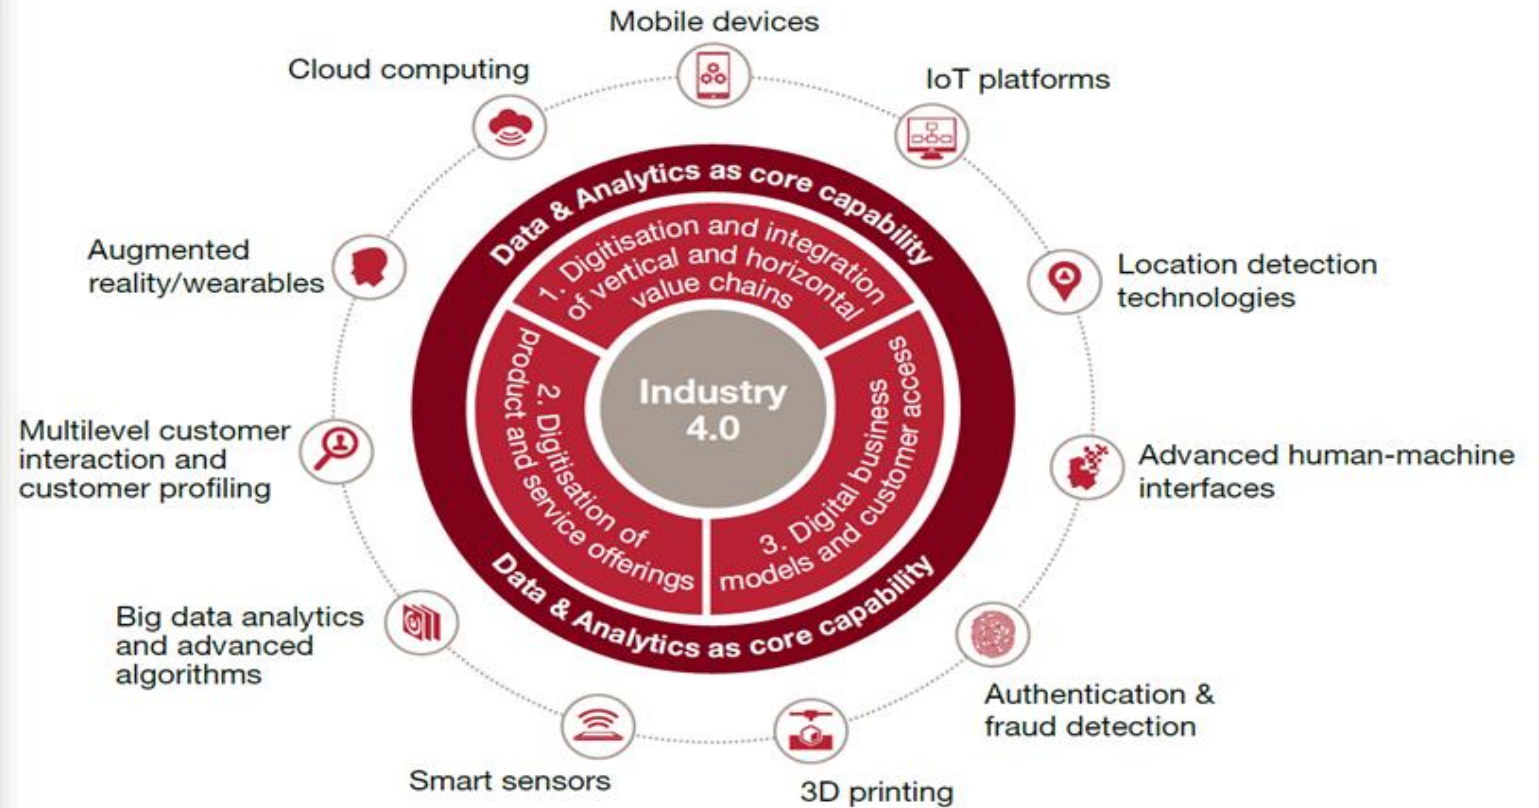 Mobile devices
Cloud computing
IoT platforms
Augmented
reality/wearables
Location detection
technologies
Multilevel customer
interaction and
customer profiling
Advanced human-machine
interfaces
Big data analytics
and advanced
algorithms
Authentication &
fraud detection
Smart sensors
3D printing
Data & Analytics as core capability
1. Digitisation and integration
of vertical and horizontal
value chains
2. Digitisation of
product and service offerings
3. Digital business
models and customer access
Industry
4.0
Data & Analytics as core capability